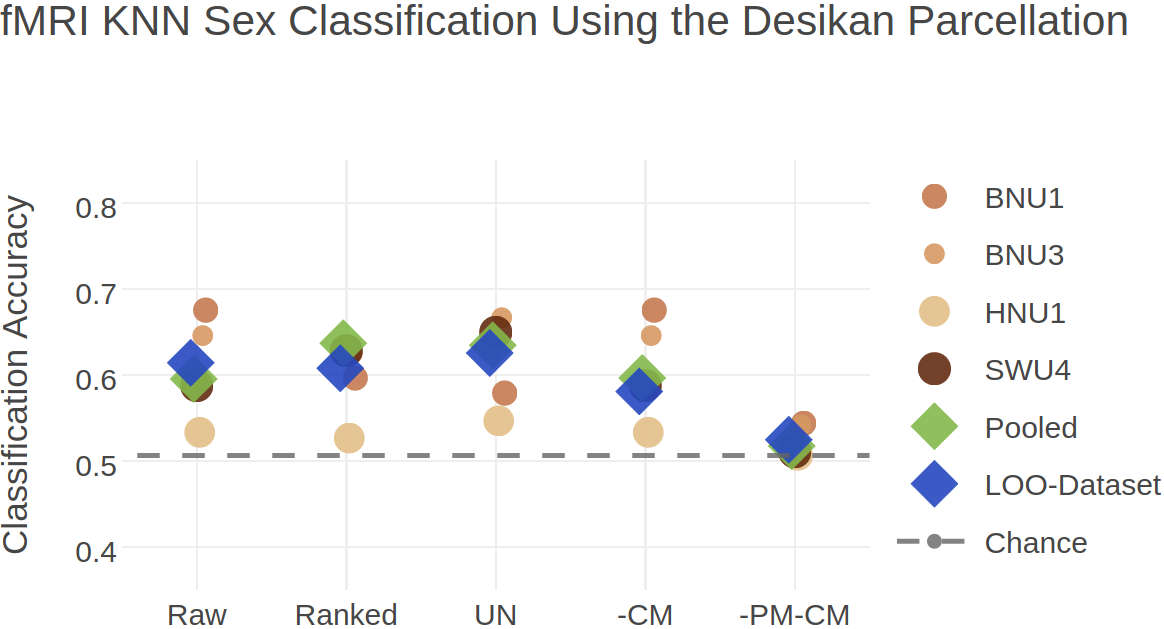 fMRI KNN Sex Classification Using the Desikan Parcellation
Classification Accuracy
0.8
0.7
0.6
0.5
0.4
Raw
Ranked
UN
-CM
-PM-CM
BNU1
BNU3
HNU1
SWU4
Pooled
LOO-Dataset
Chance